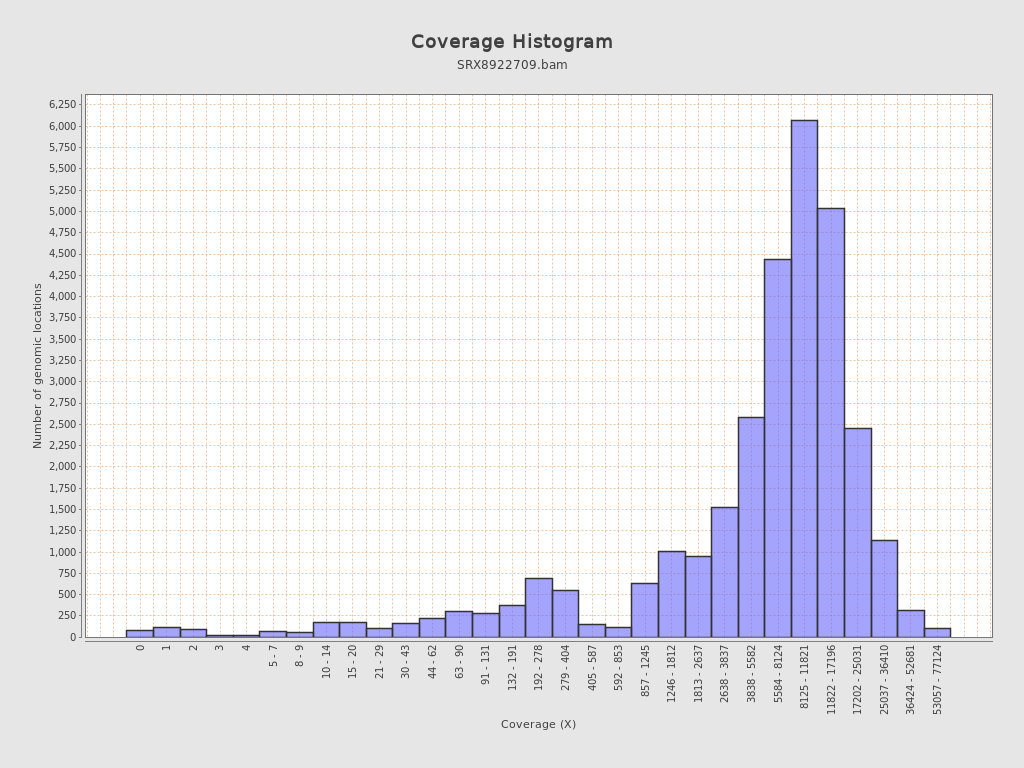 Coverage Histogram
SRX8922709.bam
6,250
6,000
5,750
5,500
5,250
5,000
4,750
4,500
4,250
4,000
3,750
3,500
3,250
3,000
2,750
2,500
2,250
2,000
1,750
1,500
1,250
1,000
750
500
250
0
Number of genomic locations
0
1
2
3
4
5 - 7
8 - 9
10 - 14
15 - 20
21 - 29
30 - 43
44 - 62
63 - 90
91 - 131
132 - 191
192 - 278
279 - 404
405 - 587
592 - 853
857 - 1245
1246 - 1812
1813 - 2637
2638 - 3837
3838 - 5582
5584 - 8124
8125 - 11821
11822 - 17196
17202 - 25031
25037 - 36410
36424 - 52681
53057 - 77124
Coverage (X)